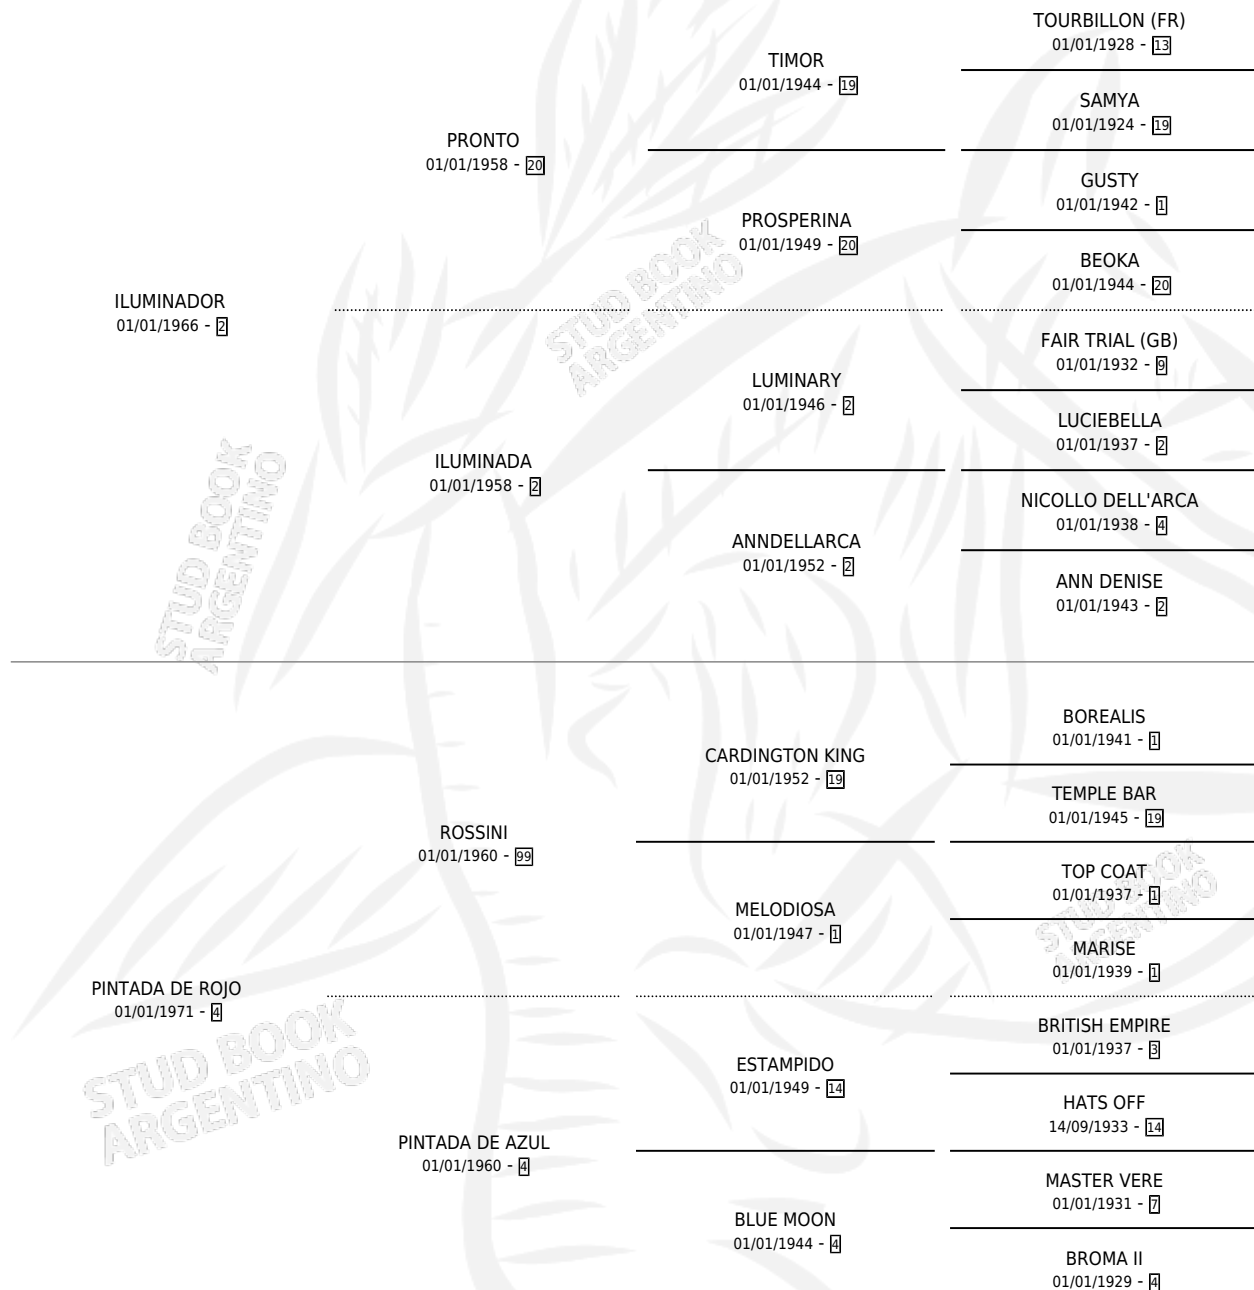 TOURBILLON (FR)
01/01/1928 - 13
TIMOR
01/01/1944 - 19
SAMYA
01/01/1924 - 19
PRONTO
01/01/1958 - 20
GUSTY
01/01/1942 - 1
PROSPERINA
01/01/1949 - 20
BEOKA
01/01/1944 - 20
ILUMINADOR
01/01/1966 - 2
STUD BOOK
ARGENTINO
FAIR TRIAL (GB)
01/01/1932 - 9
LUMINARY
01/01/1946 - 2
LUCIEBELLA
01/01/1937 - 2
ILUMINADA
01/01/1958 - 2
NICOLLO DELL'ARCA
01/01/1938 - 4
ANNDELLARCA
01/01/1952 - 2
ANN DENISE
01/01/1943 - 2
STUD BOOK
ARGENTINO
BOREALIS
01/01/1941 - 1
CARDINGTON KING
01/01/1952 - 19
TEMPLE BAR
01/01/1945 - 19
ROSSINI
01/01/1960 - 99
TOP COAT
01/01/1937 - 1
MELODIOSA
01/01/1947 - 1
MARISE
01/01/1939 - 1
STUD BOOK
ARGENTINO
PINTADA DE ROJO
01/01/1971 - 4
STUD BOOK
ARGENTINO
BRITISH EMPIRE
01/01/1937 - 3
ESTAMPIDO
01/01/1949 - 14
HATS OFF
14/09/1933 - 14
PINTADA DE AZUL
01/01/1960 - 4
MASTER VERE
01/01/1931 - 7
BLUE MOON
01/01/1944 - 4
BROMA II
01/01/1929 - 4